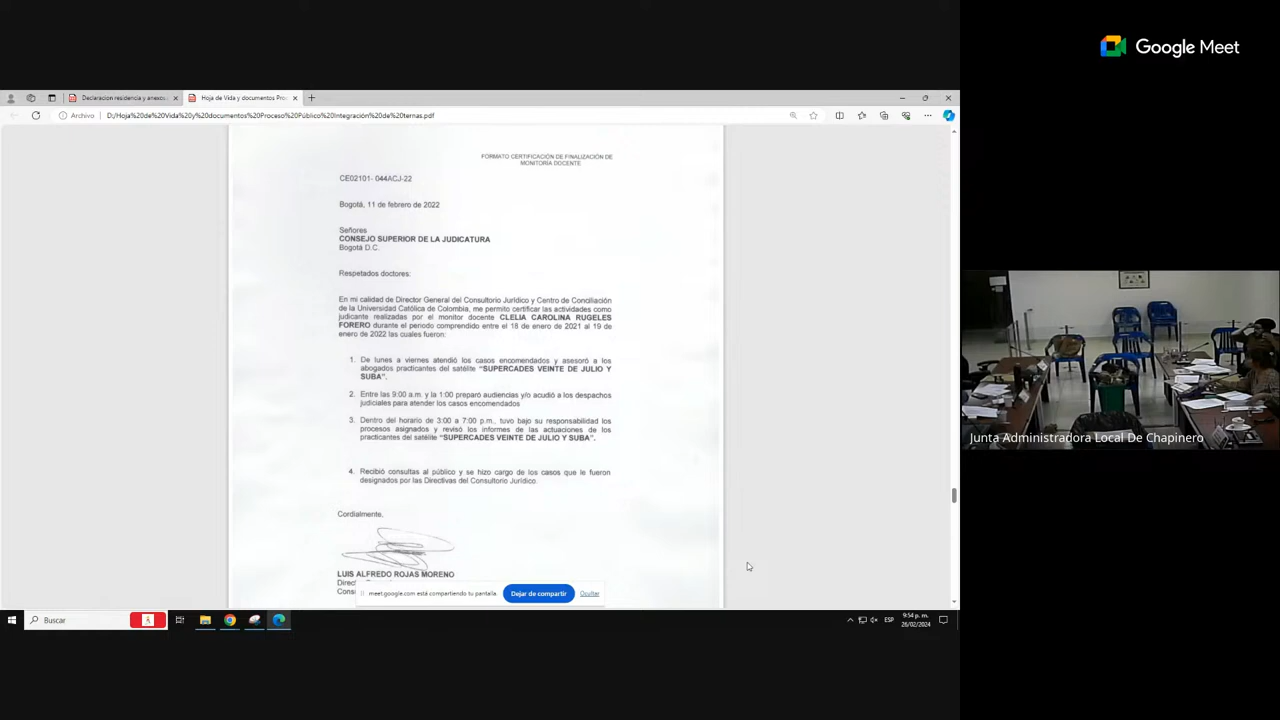 Google Meet
Declaracion residencia y anexos
Hoja de Vida y documentos Pro
Archivo
D:/Hoja%20de%20Vida%20y%20documentos%20Proceso%20Público%20Integración%20de%20ternas.pdf
FORMATO CERTIFICACIÓN DE FINALIZACIÓN DE
MONITORÍA DOCENTE
CE02101- 044ACJ-22
Bogotá, 11 de febrero de 2022
Señores
CONSEJO SUPERIOR DE LA JUDICATURA
Bogotá D.C.
Respetados doctores:
En mi calidad de Director General del Consultorio Jurídico y Centro de Conciliación
de la Universidad Católica de Colombia, me permito certificar las actividades como
judicante realizadas por el monitor docente CLELIA CAROLINA RUGELES
FORERO durante el periodo comprendido entre el 18 de enero de 2021 al 19 de
enero de 2022 las cuales fueron:
1. De lunes a viernes atendió los casos encomendados y asesoró a los
abogados practicantes del satélite “SUPERCADES VEINTE DE JULIO Y
SUBA”.
2. Entre las 9:00 a.m. y la 1:00 preparó audiencias y/o acudió a los despachos
judiciales para atender los casos encomendados
3. Dentro del horario de 3:00 a 7:00 p.m., tuvo bajo su responsabilidad los
procesos asignados y revisó los informes de las actuaciones de los
practicantes del satélite “SUPERCADES VEINTE DE JULIO Y SUBA”.
4. Recibió consultas al público y se hizo cargo de los casos que le fueron
designados por las Directivas del Consultorio Jurídico.
Cordialmente,
LUIS ALFREDO ROJAS MORENO
Direc
Cons
meet.google.com está compartiendo tu pantalla.
Dejar de compartir
Ocultar
Junta Administradora Local De Chapinero
Buscar
ESP
9:54 p. m.
26/02/2024